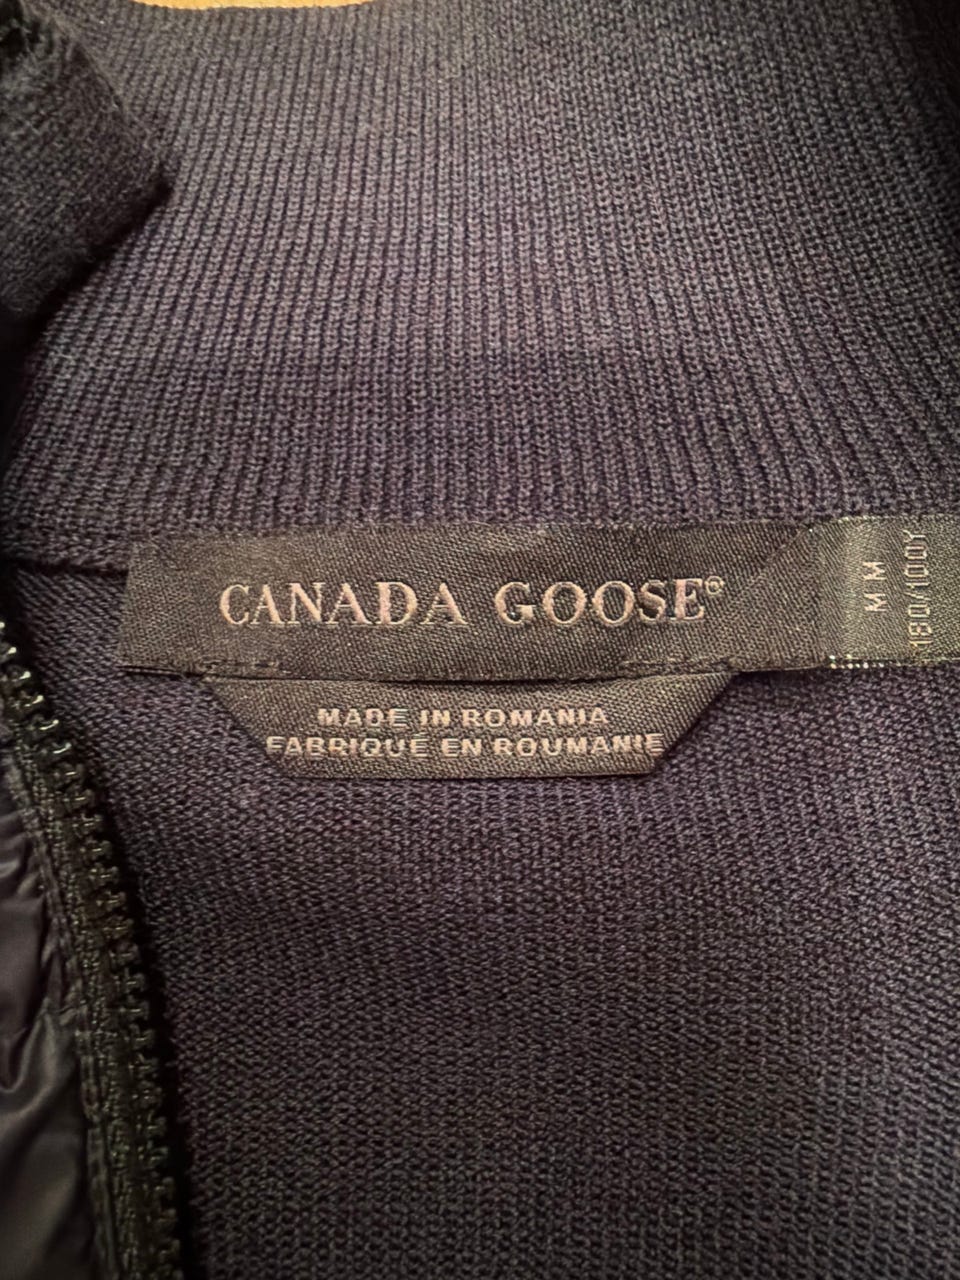 CANADA GOOSE®
MADE IN ROMANIA
FABRIQUÉ EN ROUMANIE
M M
180/100Y